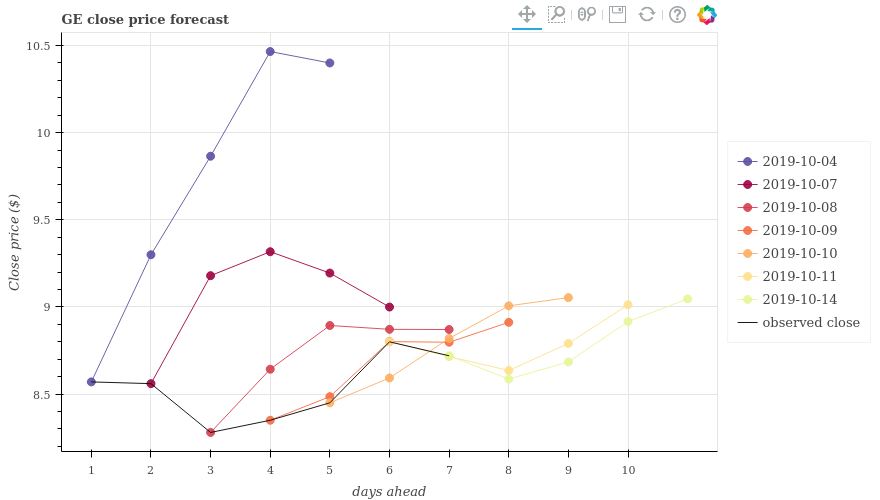 GE close price forecast
10.5
10
9.5
9
8.5
Close price ($)
1 2 3 4 5 6 7 8 9 10
days ahead
2019-10-04
2019-10-07
2019-10-08
2019-10-09
2019-10-10
2019-10-11
2019-10-14
observed close